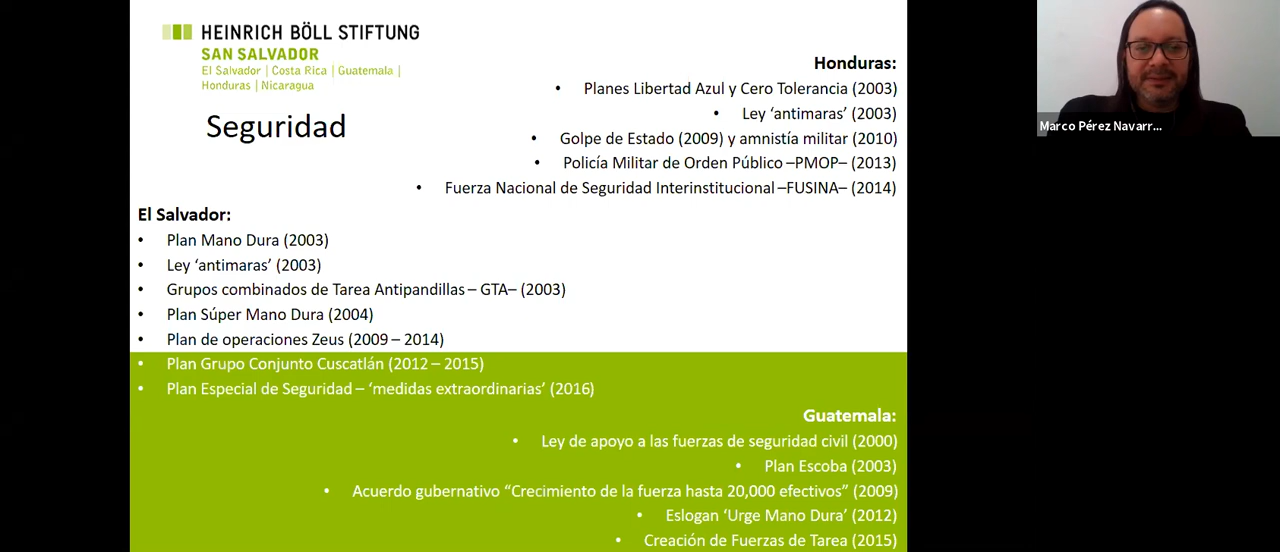 HEINRICH BÖLL STIFTUNG
SAN SALVADOR
El Salvador | Costa Rica | Guatemala |
Honduras | Nicaragua
Seguridad
Honduras:
• Planes Libertad Azul y Cero Tolerancia (2003)
• Ley ‘antimaras’ (2003)
• Golpe de Estado (2009) y amnistía militar (2010)
• Policía Militar de Orden Público –PMOP– (2013)
• Fuerza Nacional de Seguridad Interinstitucional –FUSINA– (2014)
El Salvador:
• Plan Mano Dura (2003)
• Ley ‘antimaras’ (2003)
• Grupos combinados de Tarea Antipandillas – GTA– (2003)
• Plan Súper Mano Dura (2004)
• Plan de operaciones Zeus (2009 – 2014)
• Plan Grupo Conjunto Cuscatlán (2012 – 2015)
• Plan Especial de Seguridad – ‘medidas extraordinarias’ (2016)
Guatemala:
• Ley de apoyo a las fuerzas de seguridad civil (2000)
• Plan Escoba (2003)
• Acuerdo gubernativo “Crecimiento de la fuerza hasta 20,000 efectivos” (2009)
• Eslogan ‘Urge Mano Dura’ (2012)
• Creación de Fuerzas de Tarea (2015)
Marco Pérez Navarr...